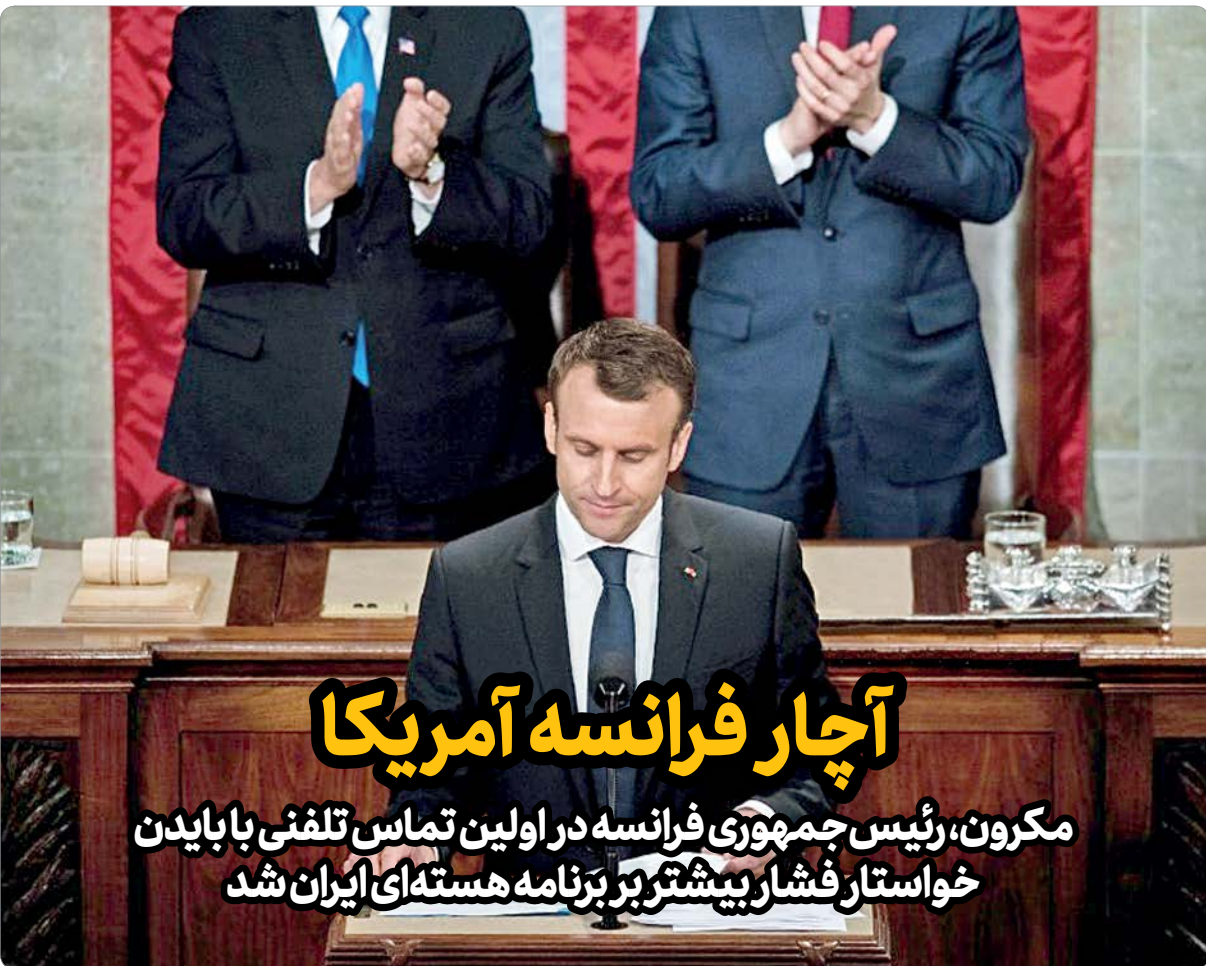 آچار فرانسه آمریکا
مکرون، رئیس‌جمهوری فرانسه در اولین تماس تلفنی با بایدن
خواستار فشار بیشتر بر برنامه هسته‌ای ایران شد